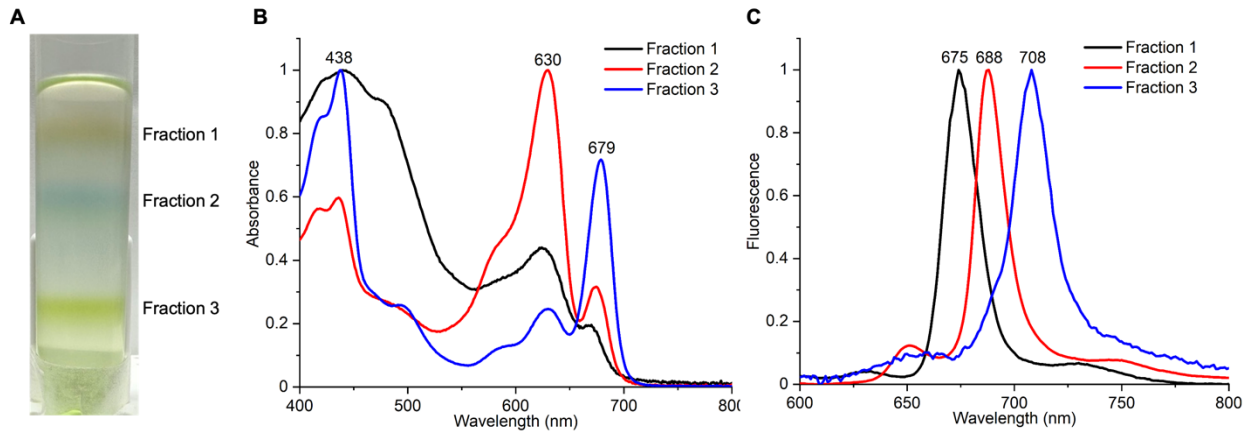 A
Fraction 1
Fraction 2
Fraction 3
B
438
630
679
Fraction 1
Fraction 2
Fraction 3
1
0.8
0.6
0.4
0.2
0
Absorbance
400
500
600
700
800
Wavelength (nm)
C
675
688
708
Fraction 1
Fraction 2
Fraction 3
1
0.8
0.6
0.4
0.2
0
Fluorescence
600
650
700
750
800
Wavelength (nm)